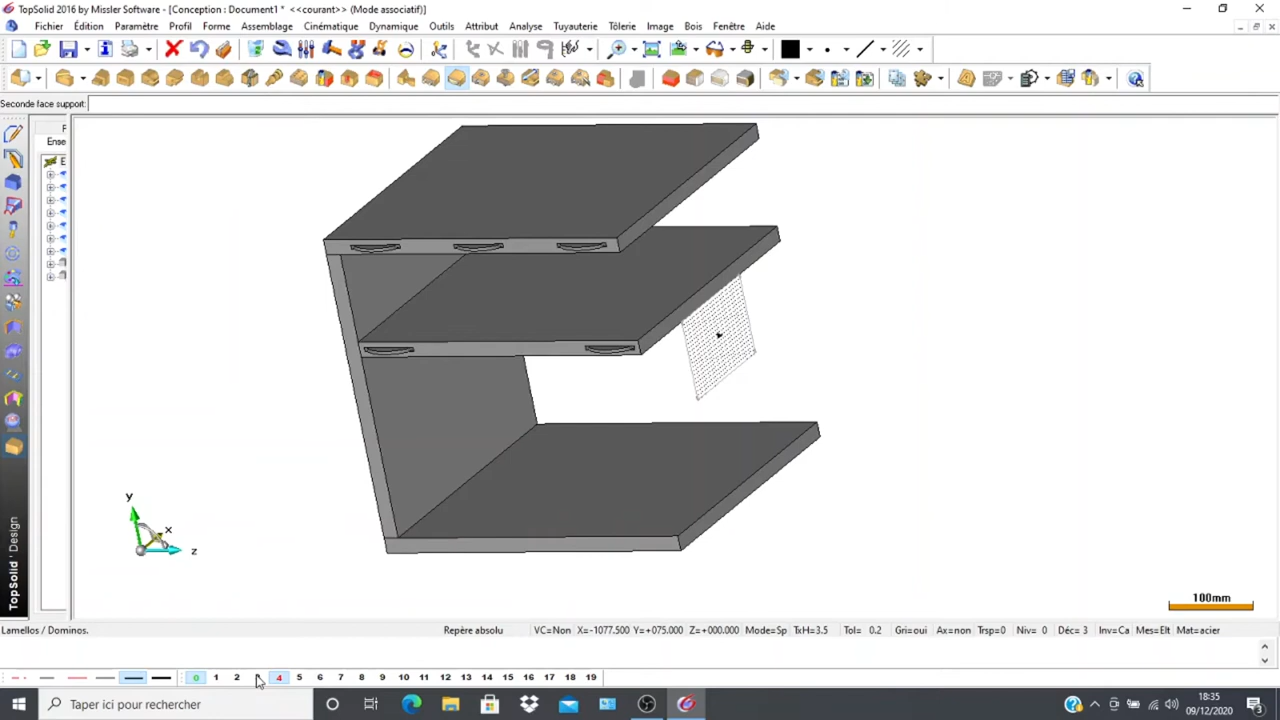 TopSolid 2016 by Missler Software - [Conception : Document1 *  <<courant>> (Mode associatif)]
Fichier Édition Paramètre Profil Forme Assemblage Cinématique Dynamique Outils Attribut Analyse Tuyauterie Tôlerie Image Bois Fenêtre Aide
Seconde face support:
F
Ense
E
y
x
z
TopSolid ' Design
100mm
Lamellos / Dominos. Repère absolu VC=Non X=-1077.500 Y=+075.000 Z=+000.000 Mode=Sp TxH=3.5 Tol= 0.2 Gri=oui Ax=non Trsp=0 Niv= 0 Déc= 3 Inv=Ca Mes=Elt Mat=acier
0 1 2 4 5 6 7 8 9 10 11 12 13 14 15 16 17 18 19
Taper ici pour rechercher
18:35
09/12/2020
3